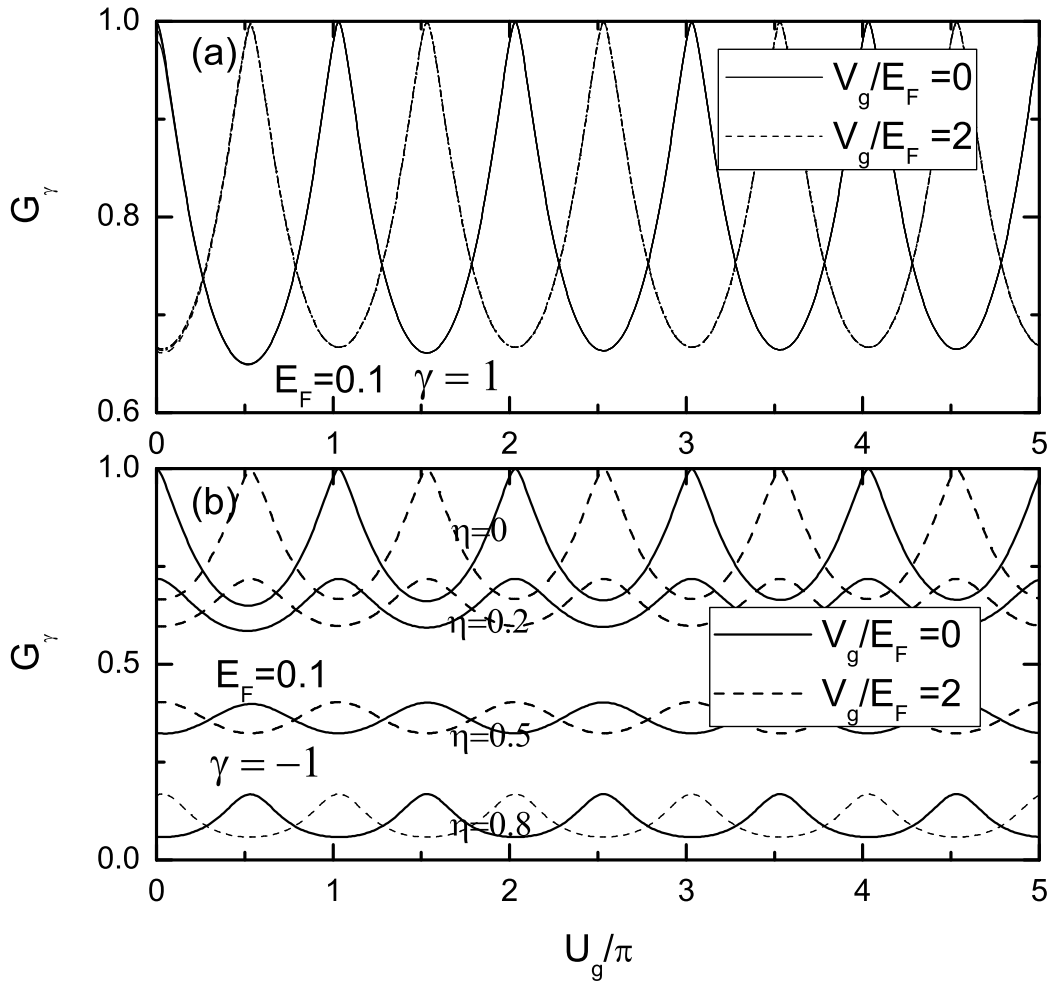 1.0
(a)
V_g/E_F =0
V_g/E_F =2
0.8
G_γ
E_F=0.1 γ = 1
0.6
0 1 2 3 4 5
1.0
(b)
η=0
η=0.2
V_g/E_F =0
V_g/E_F =2
0.5
G_γ
E_F=0.1
η=0.5
γ = −1
η=0.8
0.0
0 1 2 3 4 5
U_g/π